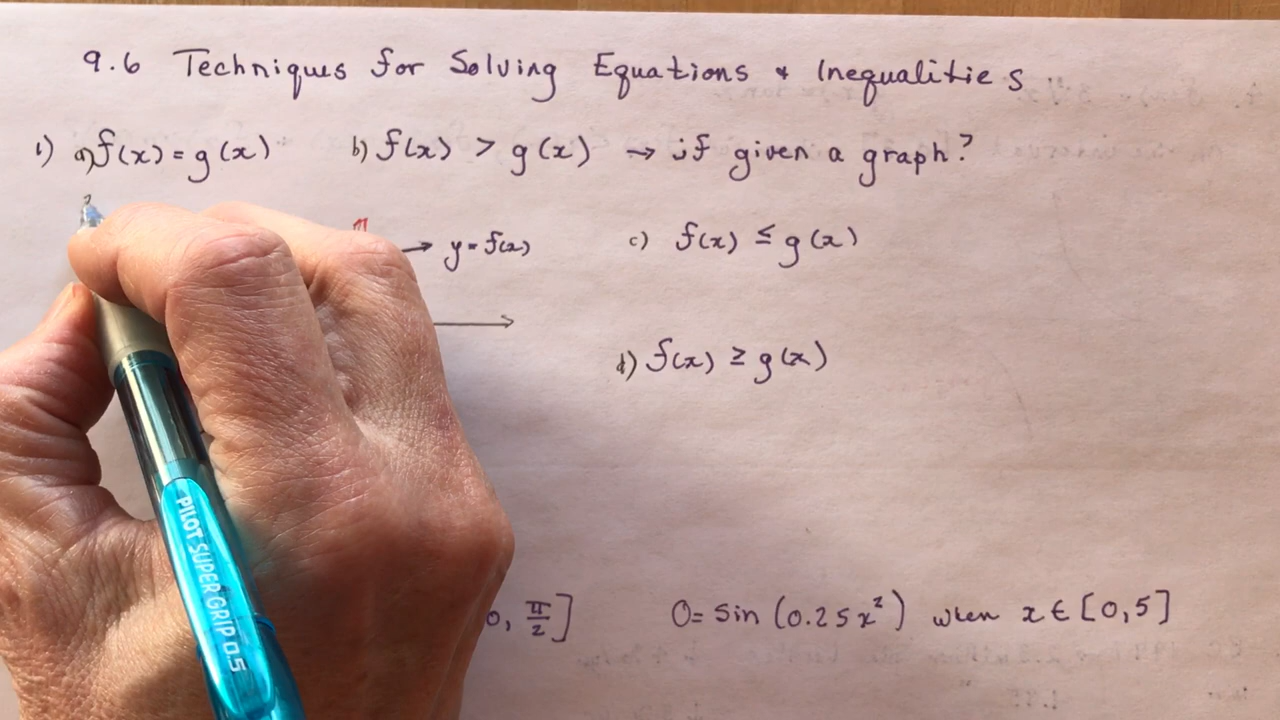 9.6 Techniques for Solving Equations & Inequalities
1) a) f(x) = g(x) b) f(x) > g(x) → if given a graph?
→ y = f(x) c) f(x) ≤ g(x)
d) f(x) ≥ g(x)
PILOT SUPER GRIP 0.5
0, π/2] 0 = sin (0.25x²) when x ∈ [0,5]